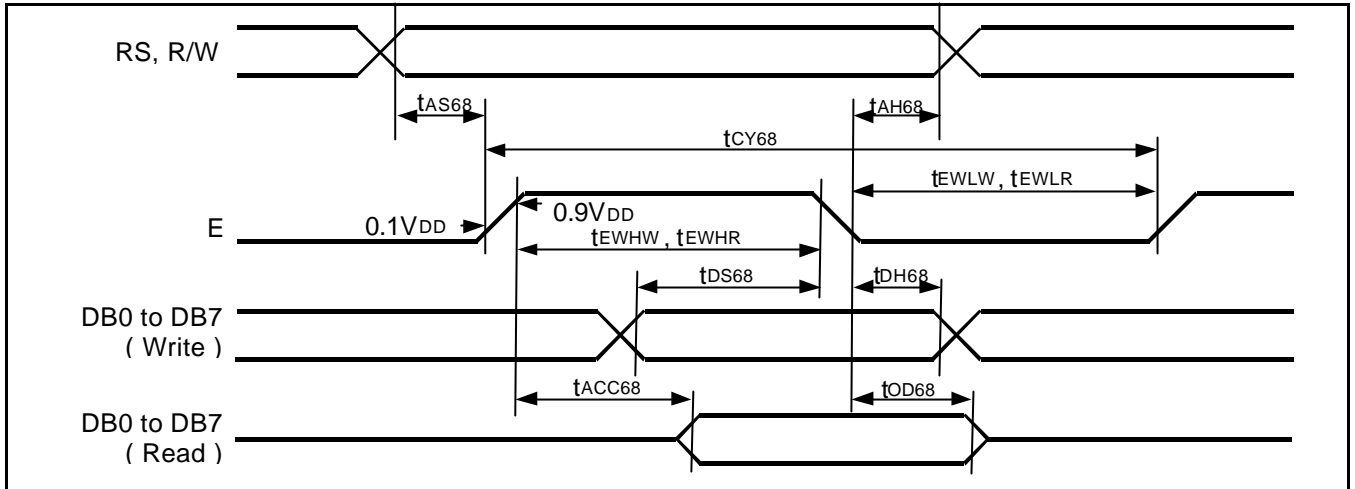 RS, R/W
tAS68
tAH68
tCY68
tEWLW , tEWLR
E
0.1VDD
0.9VDD
tEWHW , tEWHR
tDS68
tDH68
DB0 to DB7
( Write )
tACC68
tOD68
DB0 to DB7
( Read )